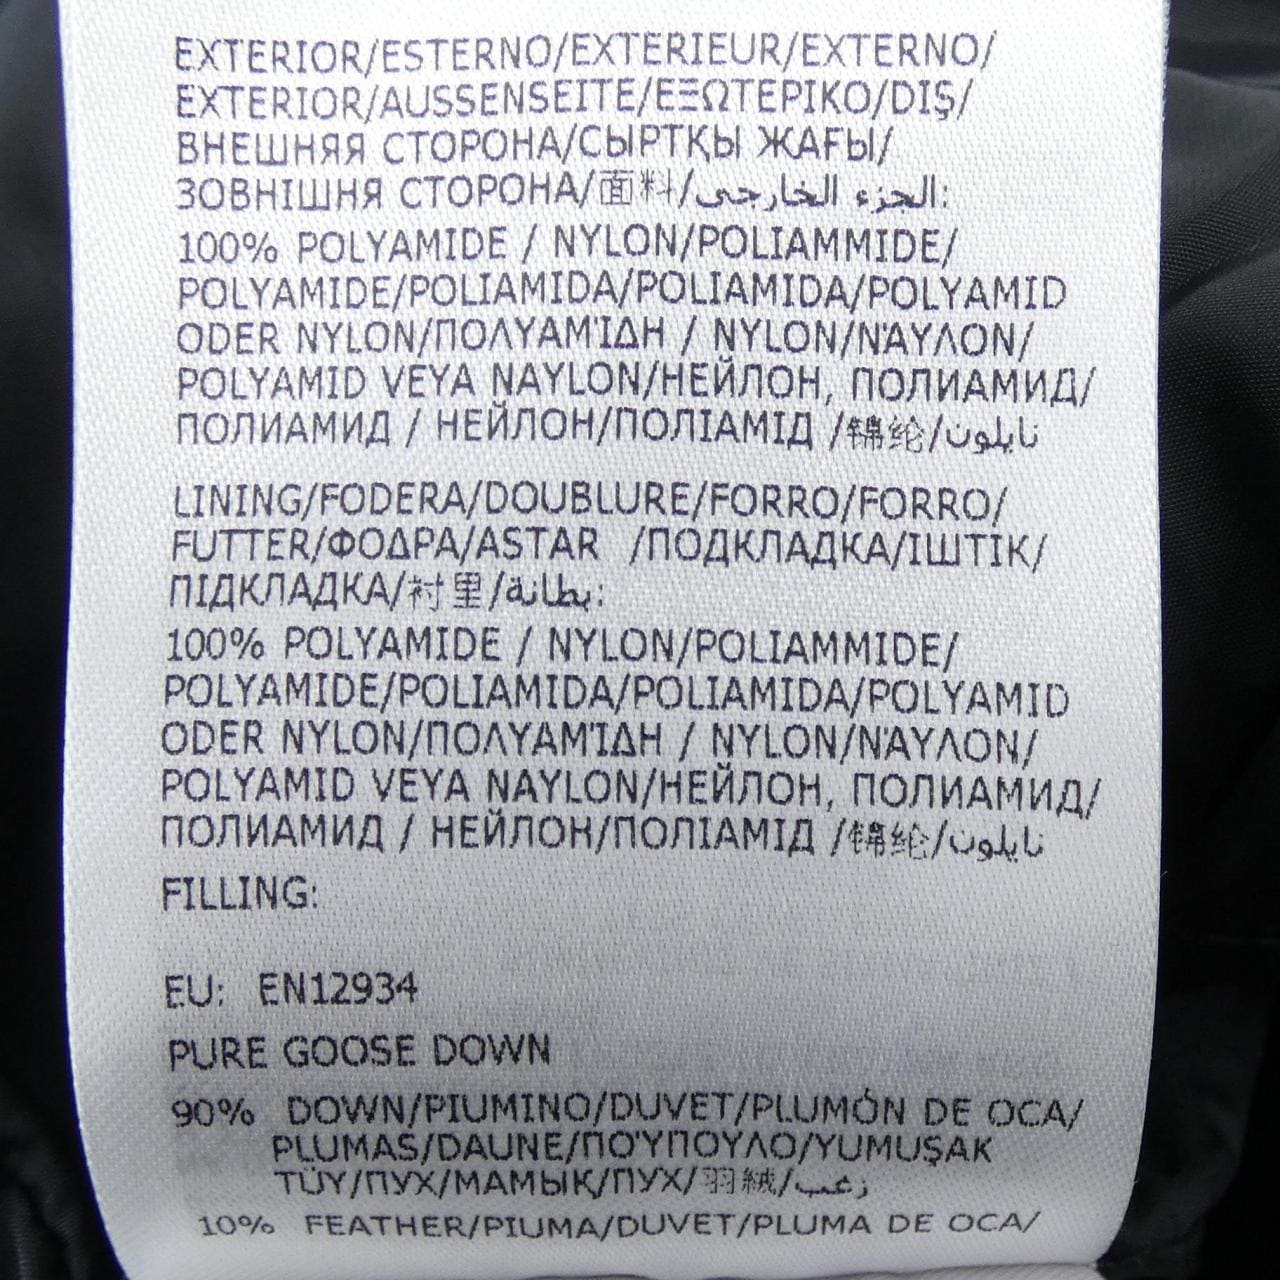 EXTERIOR/ESTERNO/EXTERIEUR/EXTERNO/
EXTERIOR/AUSSENSEITE/ΕΞΩΤΕΡΙΚΟ/DIŞ/
ВНЕШНЯЯ СТОРОНА/СЫРТҚЫ ЖАҒЫ/
ЗОВНІШНЯ СТОРОНА/面料/الجزء الخارجي:
100% POLYAMIDE / NYLON/POLIAMMIDE/
POLYAMIDE/POLIAMIDA/POLIAMIDA/POLYAMID
ODER NYLON/ΠΟΛΥΑΜΊΔΗ / NYLON/ΝΆΥΛΟΝ/
POLYAMID VEYA NAYLON/НЕЙЛОН, ПОЛИАМИД/
ПОЛИАМИД / НЕЙЛОН/ПОЛІАМІД /锦纶/نايلون
LINING/FODERA/DOUBLURE/FORRO/FORRO/
FUTTER/ΦΟΔΡΑ/ASTAR /ПОДКЛАДКА/ІШТІК/
ПІДКЛАДКА/衬里/بطانة:
100% POLYAMIDE / NYLON/POLIAMMIDE/
POLYAMIDE/POLIAMIDA/POLIAMIDA/POLYAMID
ODER NYLON/ΠΟΛΥΑΜΊΔΗ / NYLON/ΝΆΥΛΟΝ/
POLYAMID VEYA NAYLON/НЕЙЛОН, ПОЛИАМИД/
ПОЛИАМИД / НЕЙЛОН/ПОЛІАМІД /锦纶/نايلون
FILLING:
EU: EN12934
PURE GOOSE DOWN
90% DOWN/PIUMINO/DUVET/PLUMÓN DE OCA/
PLUMAS/DAUNE/ΠΟΎΠΟΥΛΟ/YUMUŞAK
TÜY/ПУХ/МАМЫҚ/ПУХ/羽絨/زغب
10% FEATHER/PIUMA/DUVET/PLUMA DE OCA/